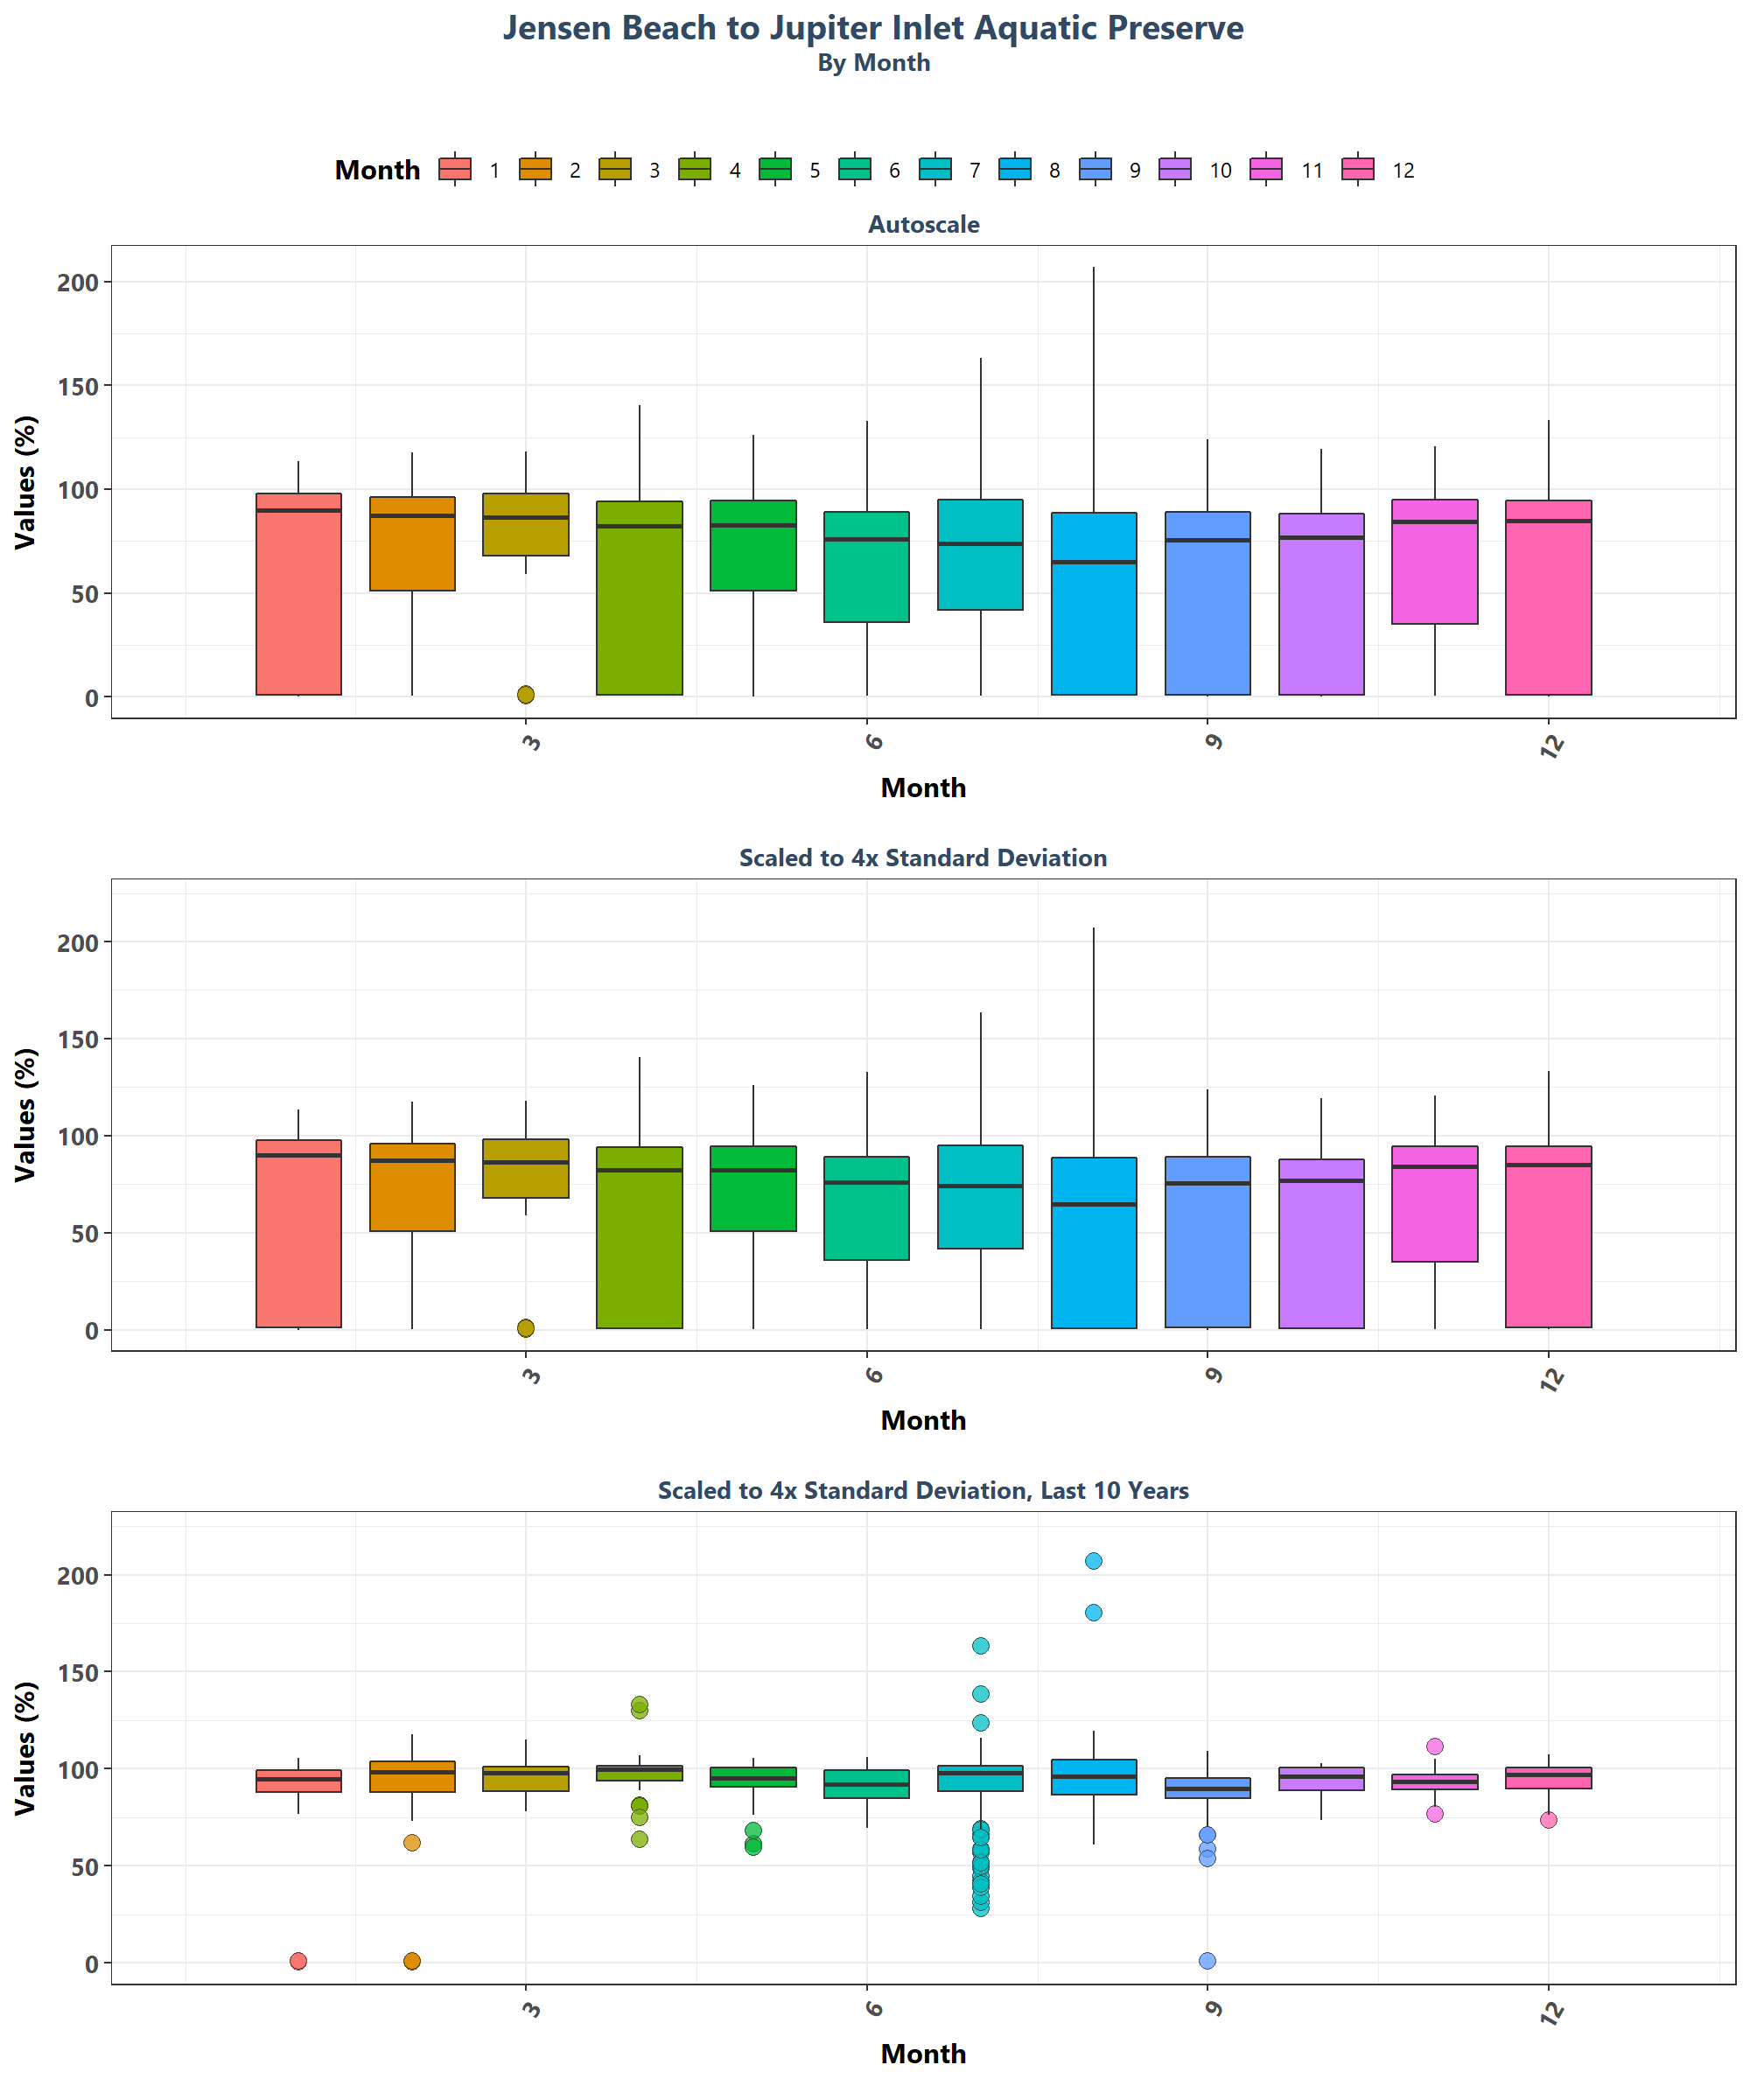 Jensen Beach to Jupiter Inlet Aquatic Preserve
By Month
Month 1 2 3 4 5 6 7 8 9 10 11 12
Autoscale
Values (%)
200
150
100
50
0
3 6 9 12
Month
Scaled to 4x Standard Deviation
Values (%)
200
150
100
50
0
3 6 9 12
Month
Scaled to 4x Standard Deviation, Last 10 Years
Values (%)
200
150
100
50
0
3 6 9 12
Month